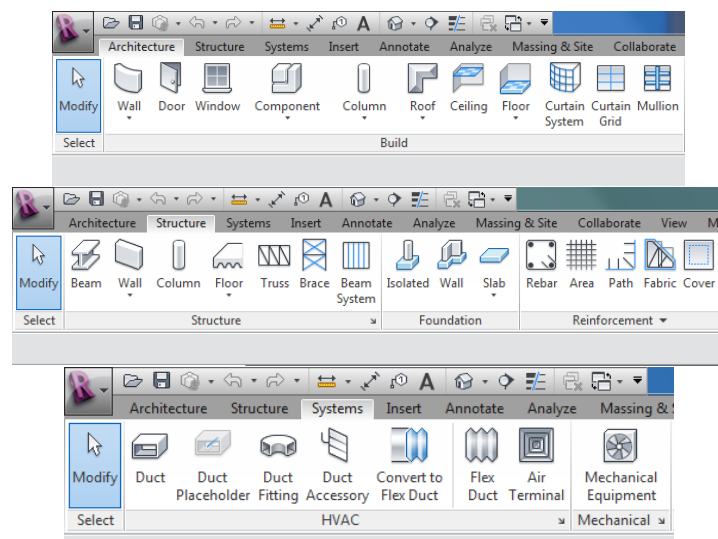 Architecture Structure Systems Insert Annotate Analyze Massing & Site Collaborate
Modify Wall Door Window Component Column Roof Ceiling Floor Curtain System Curtain Grid Mullion
Select Build
Architecture Structure Systems Insert Annotate Analyze Massing & Site Collaborate View M
Modify Beam Wall Column Floor Truss Brace Beam System Isolated Wall Slab Rebar Area Path Fabric Cover
Select Structure Foundation Reinforcement
Architecture Structure Systems Insert Annotate Analyze Massing &
Modify Duct Duct Placeholder Duct Fitting Duct Accessory Convert to Flex Duct Flex Duct Air Terminal Mechanical Equipment
Select HVAC Mechanical